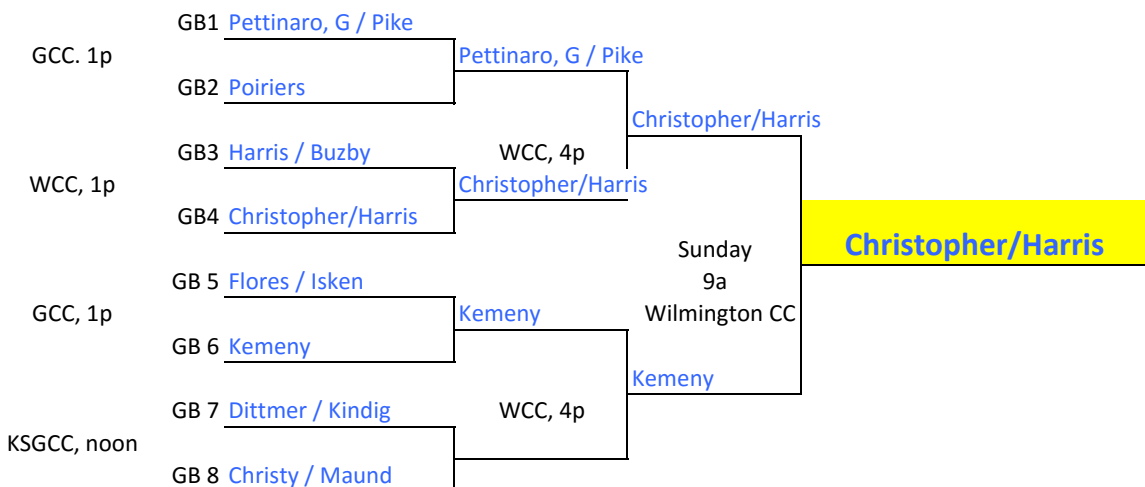 GB1 Pettinaro, G / Pike
GCC. 1p
Pettinaro, G / Pike
GB2 Poiriers
Christopher/Harris
GB3 Harris / Buzby
WCC, 4p
WCC, 1p
Christopher/Harris
GB4 Christopher/Harris
Christopher/Harris
Sunday
9a
Wilmington CC
GB 5 Flores / Isken
GCC, 1p
Kemeny
GB 6 Kemeny
Kemeny
GB 7 Dittmer / Kindig
WCC, 4p
KSGCC, noon
GB 8 Christy / Maund